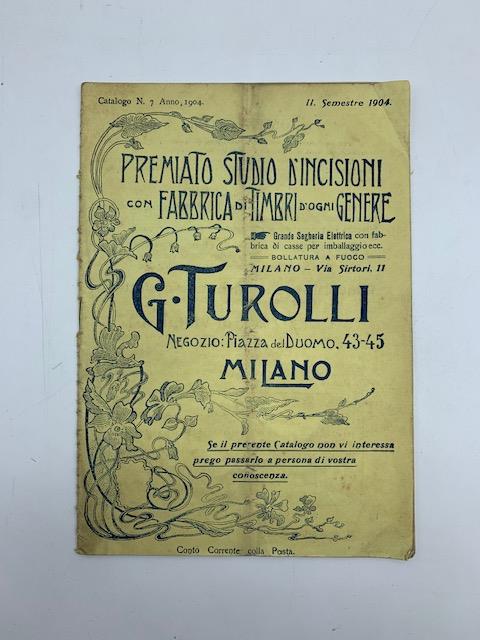 Catalogo N. 7 Anno, 1904.
II. Semestre 1904.
PREMIATO STUDIO D'INCISIONI
CON FABBRICA DI TIMBRI D'OGNI GENERE
Grande Segheria Elettrica con fab-
brica di casse per imballaggio ecc.
BOLLATURA A FUOCO
MILANO - Via Sirtori, 11
G. TUROLLI
NEGOZIO: PIAZZA del DUOMO, 43-45
MILANO
Se il presente Catalogo non vi interessa
prego passarlo a persona di vostra
conoscenza.
Conto Corrente colla Posta.